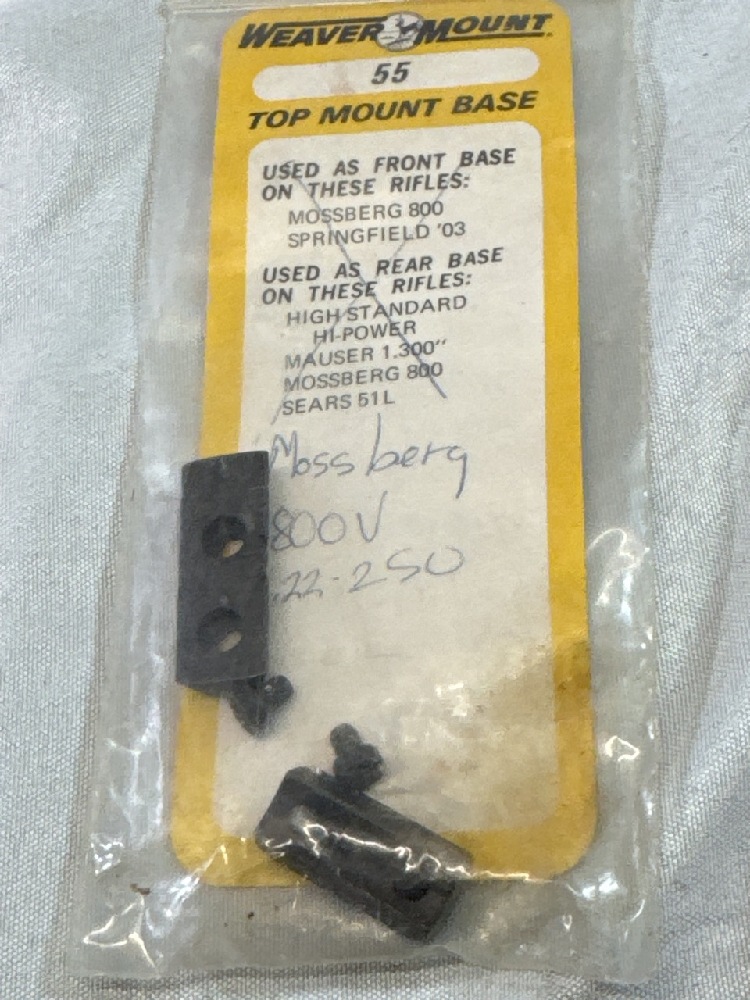 WEAVER MOUNT
55
TOP MOUNT BASE
USED AS FRONT BASE
ON THESE RIFLES:
MOSSBERG 800
SPRINGFIELD '03
USED AS REAR BASE
ON THESE RIFLES:
HIGH STANDARD
HI-POWER
MAUSER 1.300"
MOSSBERG 800
SEARS 51L
Mossberg
800V
.22-250